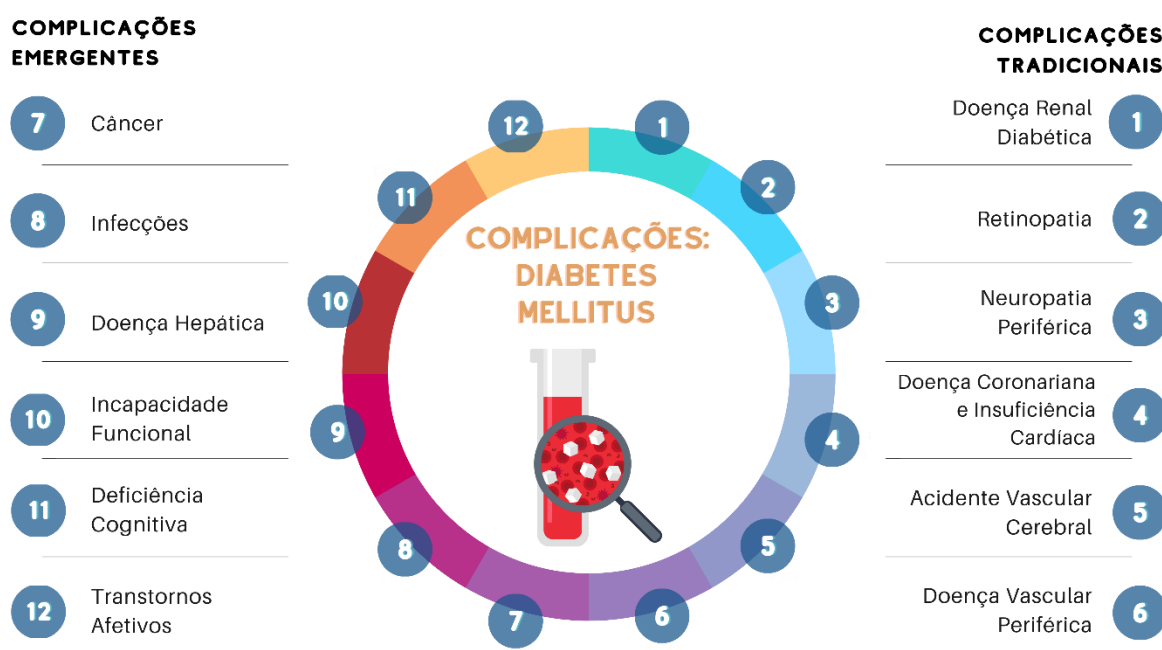 COMPLICAÇÕES
EMERGENTES
7
Câncer
8
Infecções
9
Doença Hepática
10
Incapacidade
Funcional
11
Deficiência
Cognitiva
12
Transtornos
Afetivos
12
1
11
2
10
3
9
4
8
5
7
6
COMPLICAÇÕES:
DIABETES
MELLITUS
COMPLICAÇÕES
TRADICIONAIS
Doença Renal
Diabética
1
Retinopatia
2
Neuropatia
Periférica
3
Doença Coronariana
e Insuficiência
Cardíaca
4
Acidente Vascular
Cerebral
5
Doença Vascular
Periférica
6